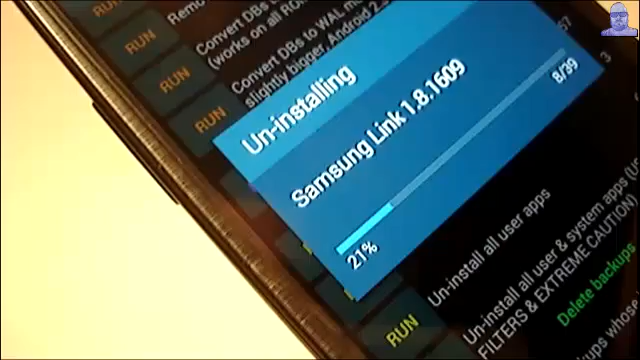 RUN
Convert DBs
RUN
(works on all RO
Convert DBs to WAL
RUN
slightly bigger, Android 2
RUN
Un-installing
Samsung Link 1.8.1609
8/39
21%
Un-install all user apps
Un-install all user & system apps
FILTERS & EXTREME CAUTION
RUN
Delete backups